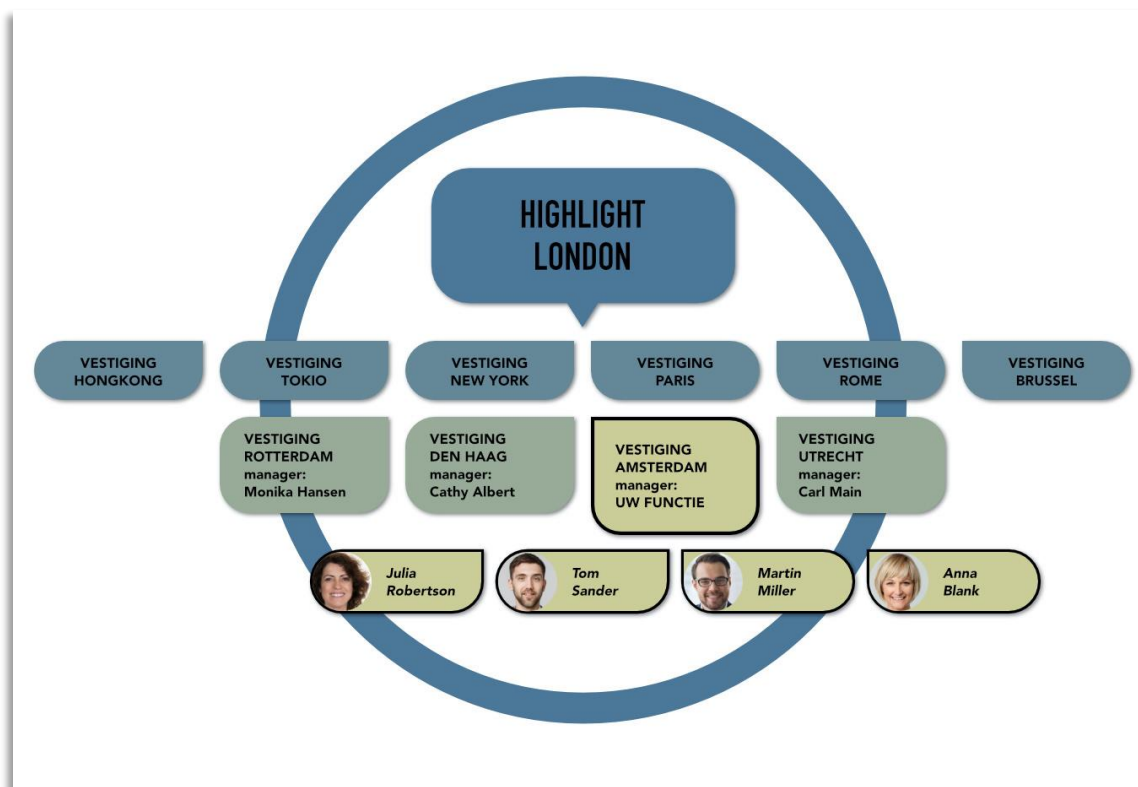 HIGHLIGHT
LONDON
VESTIGING
HONGKONG
VESTIGING
TOKIO
VESTIGING
NEW YORK
VESTIGING
PARIS
VESTIGING
ROME
VESTIGING
BRUSSEL
VESTIGING
ROTTERDAM
manager:
Monika Hansen
VESTIGING
DEN HAAG
manager:
Cathy Albert
VESTIGING
AMSTERDAM
manager:
UW FUNCTIE
VESTIGING
UTRECHT
manager:
Carl Main
Julia
Robertson
Tom
Sander
Martin
Miller
Anna
Blank